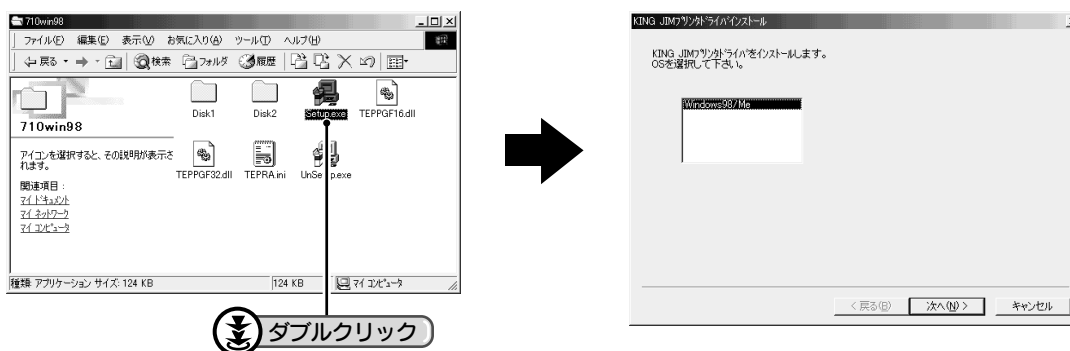 710win98
ファイル(F) 編集(E) 表示(V) お気に入り(A) ツール(T) ヘルプ(H)
戻る 検索 フォルダ 履歴
710win98
アイコンを選択すると、その説明が表示さ
れます。
関連項目:
マイ ドキュメント
マイ ネットワーク
マイ コンピュータ
Disk1 Disk2 Setup.exe TEPPGF16.dll
TEPPGF32.dll TEPRA.ini UnSetup.exe
種類: アプリケーション サイズ: 124 KB 124 KB マイ コンピュータ
ダブルクリック
KING JIMプリンタドライバインストール
KING JIMプリンタドライバをインストールします。
OSを選択して下さい。
Windows98/Me
< 戻る(B) 次へ(N) > キャンセル